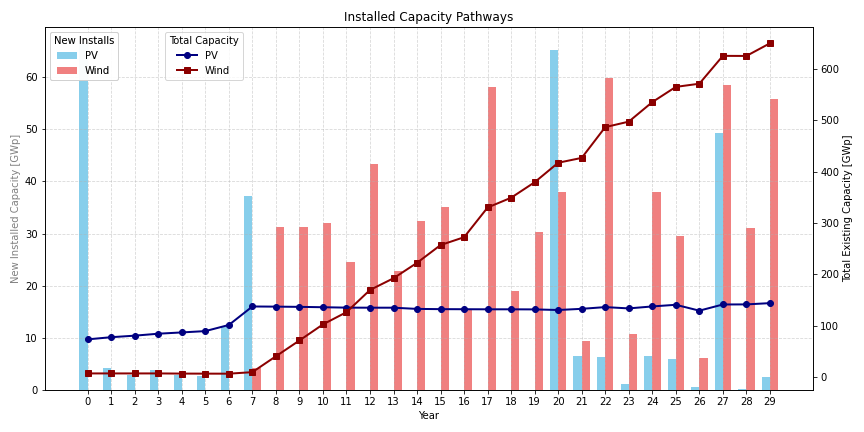 Installed Capacity Pathways
New Installs
PV
Wind
Total Capacity
PV
Wind
New Installed Capacity [GWp]
0
10
20
30
40
50
60
Total Existing Capacity [GWp]
0
100
200
300
400
500
600
0 1 2 3 4 5 6 7 8 9 10 11 12 13 14 15 16 17 18 19 20 21 22 23 24 25 26 27 28 29
Year